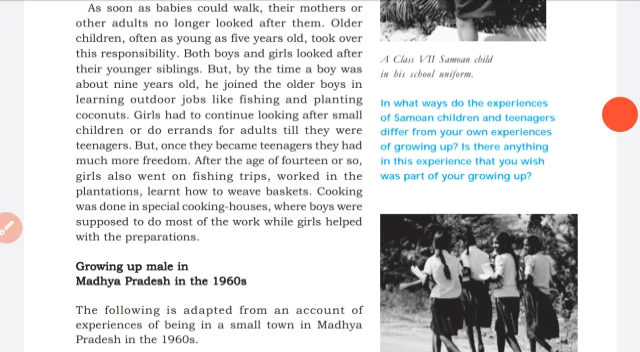 As soon as babies could walk, their mothers or
other adults no longer looked after them. Older
children, often as young as five years old, took over
this responsibility. Both boys and girls looked after
their younger siblings. But, by the time a boy was
about nine years old, he joined the older boys in
learning outdoor jobs like fishing and planting
coconuts. Girls had to continue looking after small
children or do errands for adults till they were
teenagers. But, once they became teenagers they had
much more freedom. After the age of fourteen or so,
girls also went on fishing trips, worked in the
plantations, learnt how to weave baskets. Cooking
was done in special cooking-houses, where boys were
supposed to do most of the work while girls helped
with the preparations.
Growing up male in
Madhya Pradesh in the 1960s
The following is adapted from an account of
experiences of being in a small town in Madhya
Pradesh in the 1960s.
A Class VII Samoan child
in his school uniform.
In what ways do the experiences
of Samoan children and teenagers
differ from your own experiences
of growing up? Is there anything
in this experience that you wish
was part of your growing up?